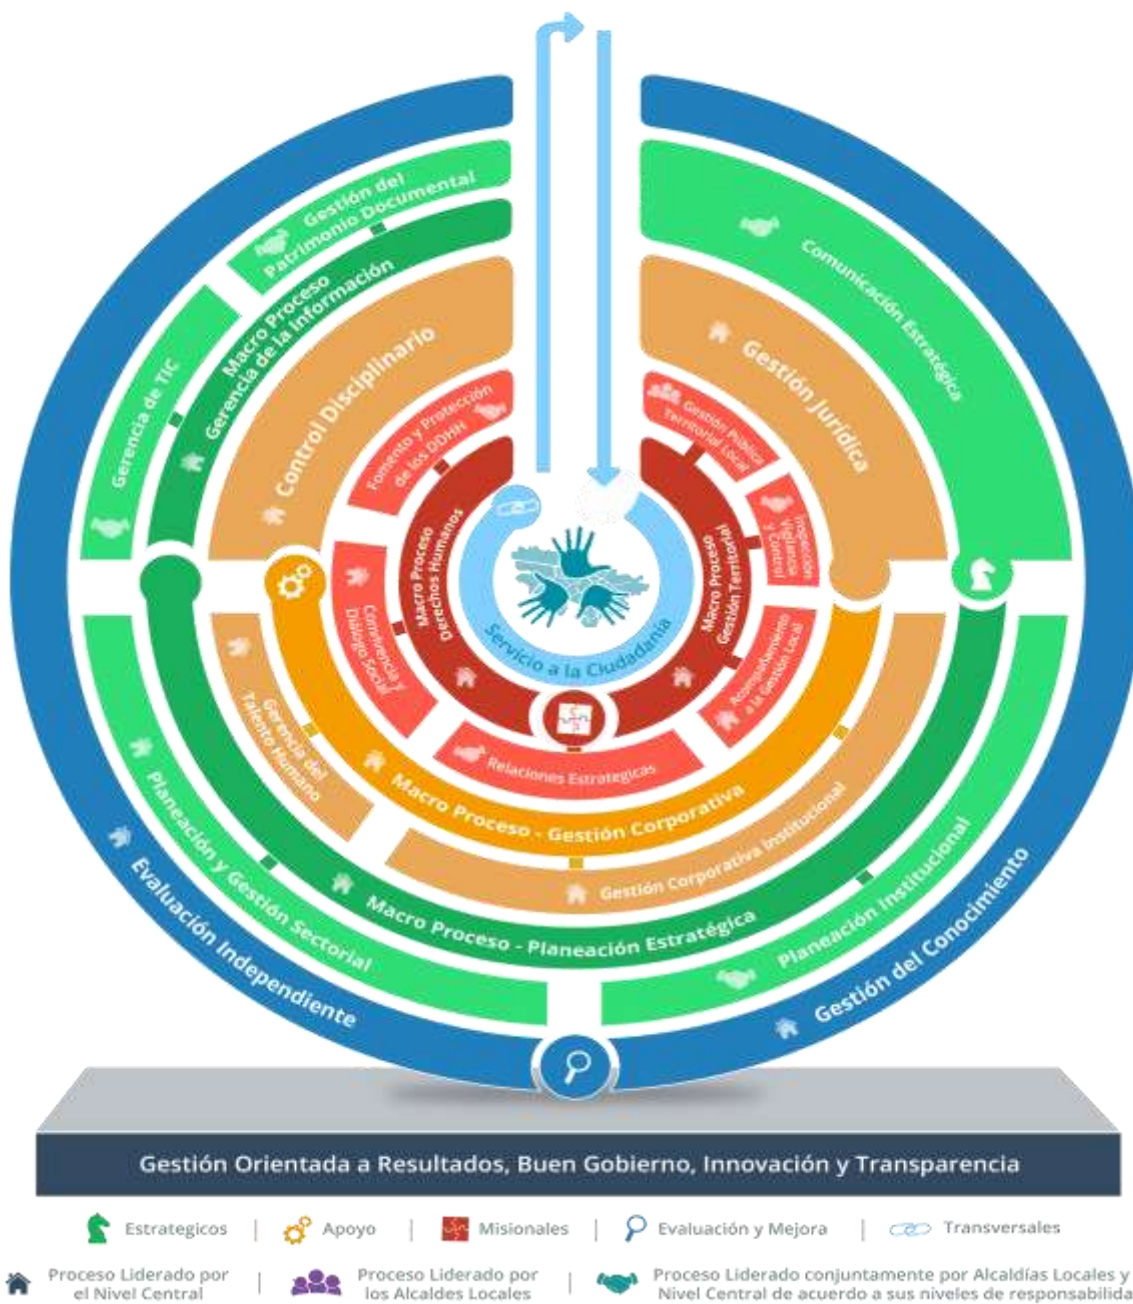 Gestión del
Patrimonio Documental
Macro Proceso
Gerencia de la Información
Gerencia de TIC
Control Disciplinario
Fomento y Protección
de los DDHH
Macro Proceso
Derechos Humanos
Convivencia y
Diálogo Social
Comunicación Estratégica
Gestión Jurídica
Gestión Pública
Territorial Local
Inspección
Vigilancia
y Control
Macro Proceso
Gestión Territorial
Acompañamiento
a la Gestión Local
Servicio a la Ciudadanía
Relaciones Estrategicas
Macro Proceso - Gestión Corporativa
Gerencia del
Talento Humano
Gestión Corporativa Institucional
Macro Proceso - Planeación Estratégica
Planeación y Gestión Sectorial
Planeación Institucional
Evaluación Independiente
Gestión del Conocimiento
Gestión Orientada a Resultados, Buen Gobierno, Innovación y Transparencia
Estrategicos | Apoyo | Misionales | Evaluación y Mejora | Transversales
Proceso Liderado por
el Nivel Central
Proceso Liderado por
los Alcaldes Locales
Proceso Liderado conjuntamente por Alcaldías Locales y
Nivel Central de acuerdo a sus niveles de responsabilida